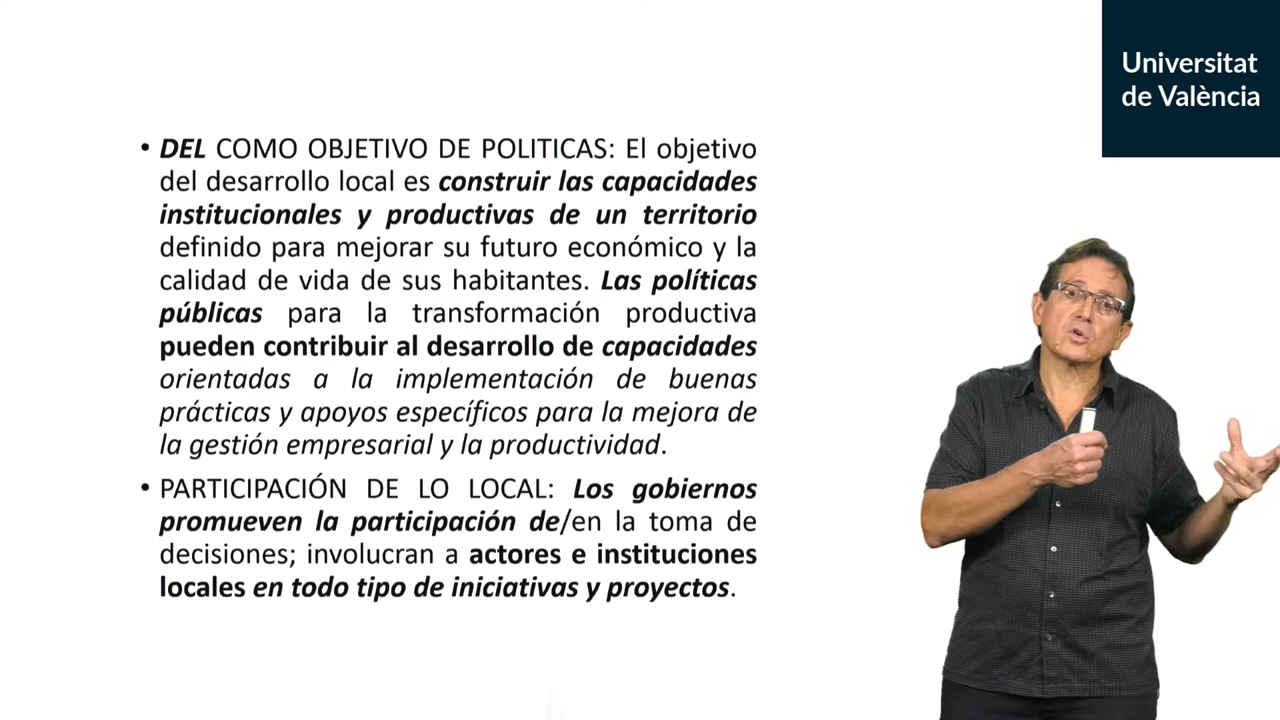 Universitat
de València
• DEL COMO OBJETIVO DE POLITICAS: El objetivo
del desarrollo local es construir las capacidades
institucionales y productivas de un territorio
definido para mejorar su futuro económico y la
calidad de vida de sus habitantes. Las políticas
públicas para la transformación productiva
pueden contribuir al desarrollo de capacidades
orientadas a la implementación de buenas
prácticas y apoyos específicos para la mejora de
la gestión empresarial y la productividad.
• PARTICIPACIÓN DE LO LOCAL: Los gobiernos
promueven la participación de/en la toma de
decisiones; involucran a actores e instituciones
locales en todo tipo de iniciativas y proyectos.